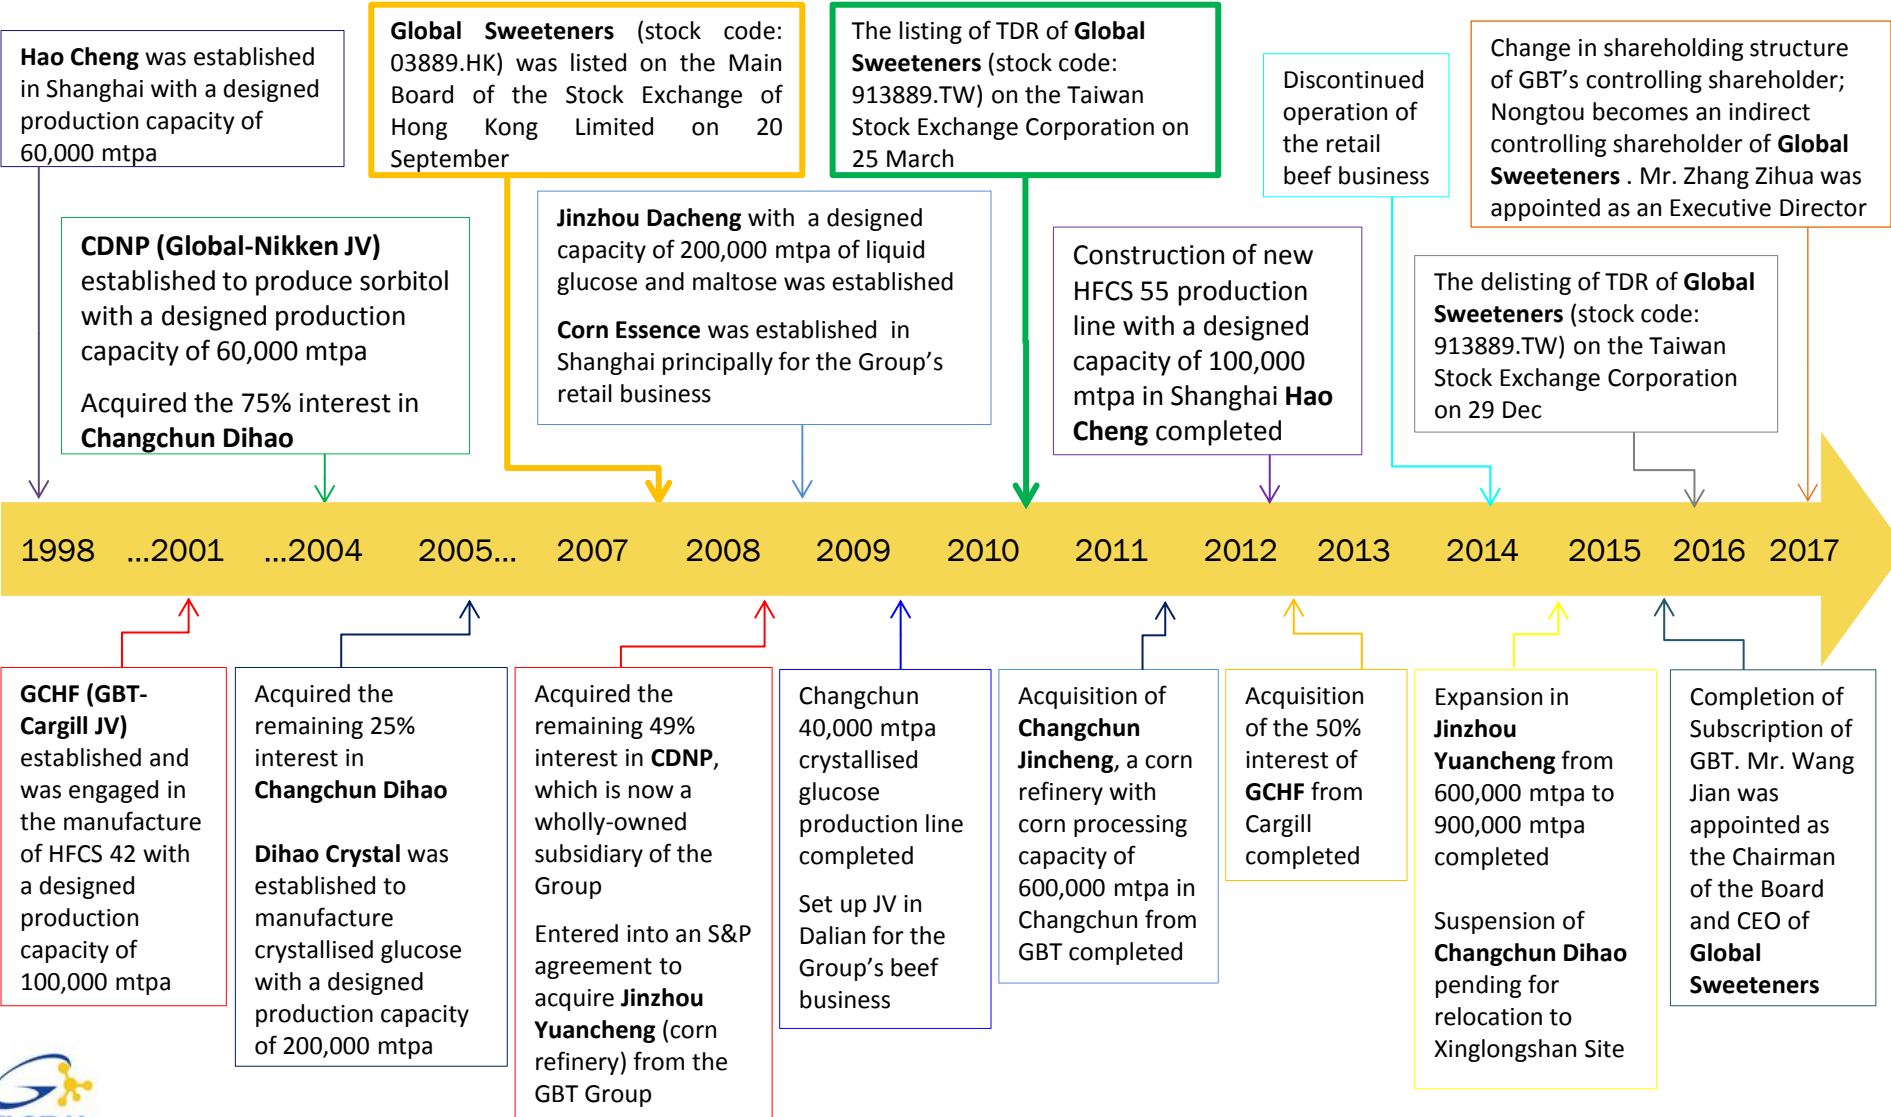 Hao Cheng was established
in Shanghai with a designed
production capacity of
60,000 mtpa
Global Sweeteners (stock code:
03889.HK) was listed on the Main
Board of the Stock Exchange of
Hong Kong Limited on 20
September
The listing of TDR of Global
Sweeteners (stock code:
913889.TW) on the Taiwan
Stock Exchange Corporation on
25 March
Discontinued
operation of
the retail
beef business
Change in shareholding structure
of GBT’s controlling shareholder;
Nongtou becomes an indirect
controlling shareholder of Global
Sweeteners . Mr. Zhang Zihua was
appointed as an Executive Director
CDNP (Global-Nikken JV)
established to produce sorbitol
with a designed production
capacity of 60,000 mtpa
Acquired the 75% interest in
Changchun Dihao
Jinzhou Dacheng with a designed
capacity of 200,000 mtpa of liquid
glucose and maltose was established
Corn Essence was established in
Shanghai principally for the Group’s
retail business
Construction of new
HFCS 55 production
line with a designed
capacity of 100,000
mtpa in Shanghai Hao
Cheng completed
The delisting of TDR of Global
Sweeteners (stock code:
913889.TW) on the Taiwan
Stock Exchange Corporation
on 29 Dec
1998 ...2001 ...2004 2005... 2007 2008 2009 2010 2011 2012 2013 2014 2015 2016 2017
GCHF (GBT-
Cargill JV)
established and
was engaged in
the manufacture
of HFCS 42 with
a designed
production
capacity of
100,000 mtpa
Acquired the
remaining 25%
interest in
Changchun Dihao
Dihao Crystal was
established to
manufacture
crystallised glucose
with a designed
production capacity
of 200,000 mtpa
Acquired the
remaining 49%
interest in CDNP,
which is now a
wholly-owned
subsidiary of the
Group
Entered into an S&P
agreement to
acquire Jinzhou
Yuancheng (corn
refinery) from the
GBT Group
Changchun
40,000 mtpa
crystallised
glucose
production line
completed
Set up JV in
Dalian for the
Group’s beef
business
Acquisition of
Changchun
Jincheng, a corn
refinery with
corn processing
capacity of
600,000 mtpa in
Changchun from
GBT completed
Acquisition
of the 50%
interest of
GCHF from
Cargill
completed
Expansion in
Jinzhou
Yuancheng from
600,000 mtpa to
900,000 mtpa
completed
Suspension of
Changchun Dihao
pending for
relocation to
Xinglongshan Site
Completion of
Subscription of
GBT. Mr. Wang
Jian was
appointed as
the Chairman
of the Board
and CEO of
Global
Sweeteners